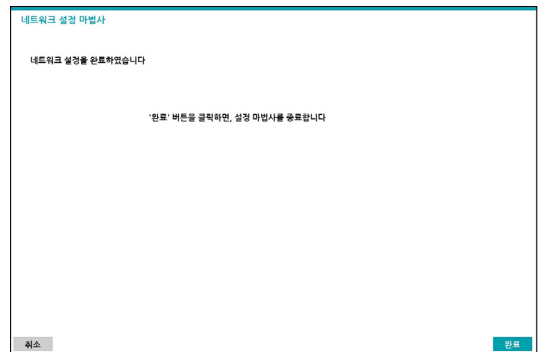 네트워크 설정 마법사
네트워크 설정을 완료하였습니다
'완료' 버튼을 클릭하면, 설정 마법사를 종료합니다
취소
완료